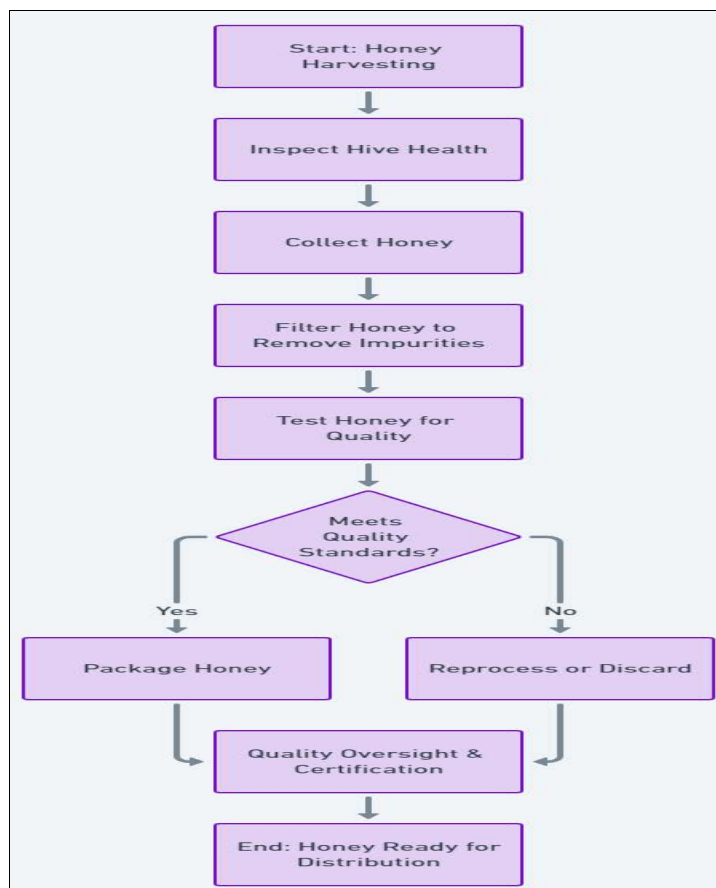 Start: Honey
Harvesting
Inspect Hive Health
Collect Honey
Filter Honey to
Remove Impurities
Test Honey for
Quality
Meets
Quality
Standards?
Yes
No
Package Honey
Reprocess or Discard
Quality Oversight &
Certification
End: Honey Ready for
Distribution